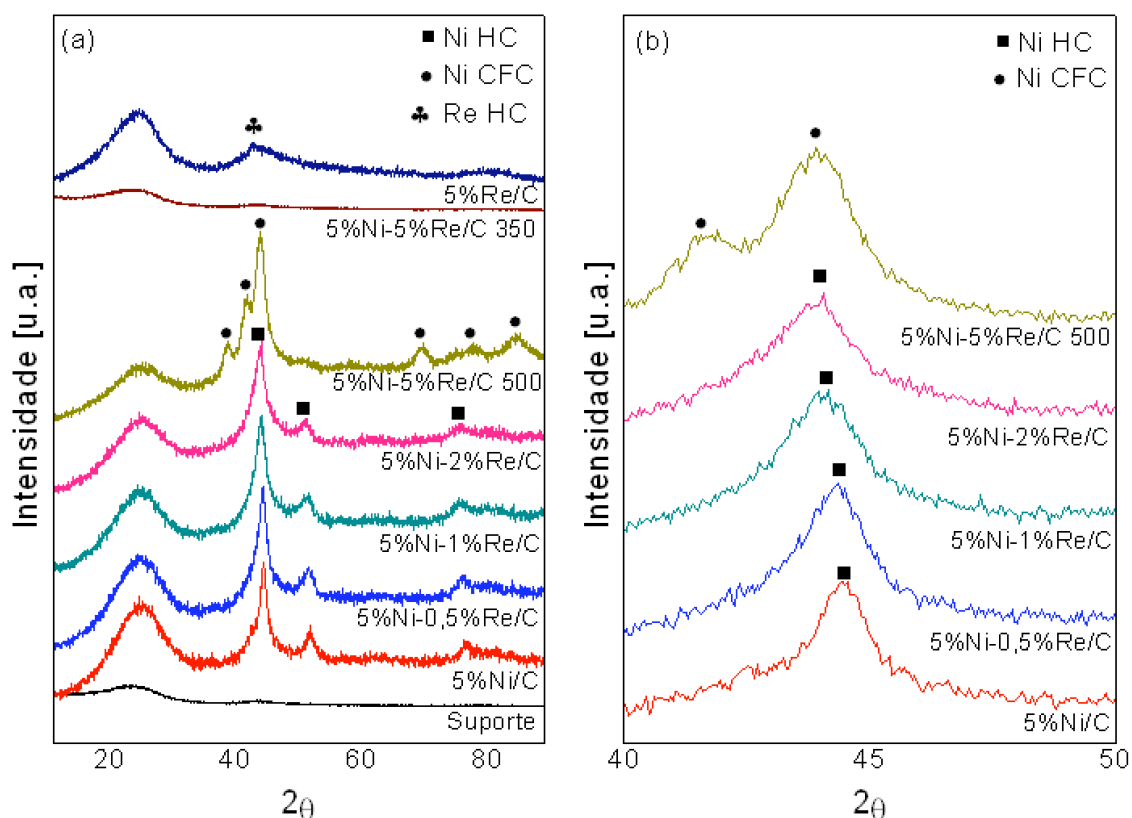 (a)
■ Ni HC
● Ni CFC
♣ Re HC
5%Re/C
5%Ni-5%Re/C 350
5%Ni-5%Re/C 500
5%Ni-2%Re/C
5%Ni-1%Re/C
5%Ni-0,5%Re/C
5%Ni/C
Suporte
Intensidade [u.a.]
20 40 60 80
2θ
(b)
■ Ni HC
● Ni CFC
5%Ni-5%Re/C 500
5%Ni-2%Re/C
5%Ni-1%Re/C
5%Ni-0,5%Re/C
5%Ni/C
Intensidade [u.a.]
40 45 50
2θ